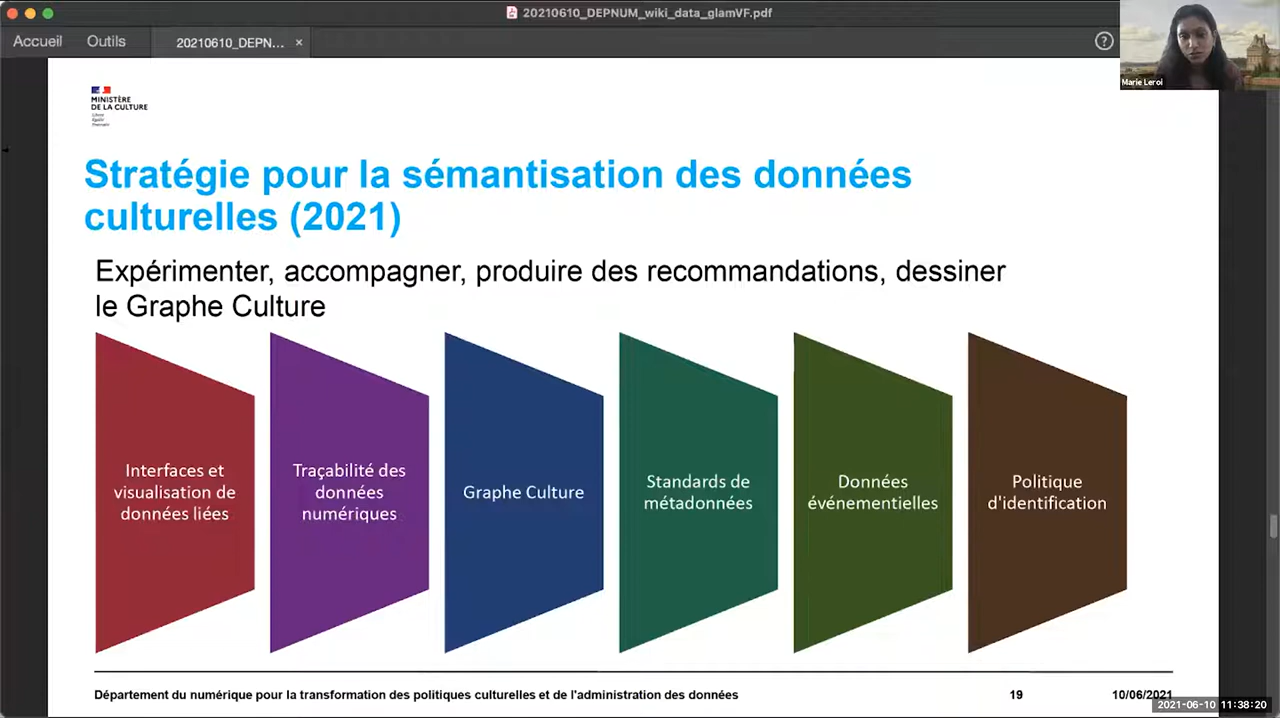 20210610_DEPNUM_wiki_data_glamVF.pdf
Accueil
Outils
20210610_DEPN... ×
?
Marie Leroi
MINISTÈRE
DE LA CULTURE
Liberté
Égalité
Fraternité
Stratégie pour la sémantisation des données
culturelles (2021)
Expérimenter, accompagner, produire des recommandations, dessiner
le Graphe Culture
Interfaces et
visualisation de
données liées
Traçabilité des
données
numériques
Graphe Culture
Standards de
métadonnées
Données
événementielles
Politique
d'identification
Département du numérique pour la transformation des politiques culturelles et de l'administration des données
19
10/06/2021
2021-06-10 11:38:20